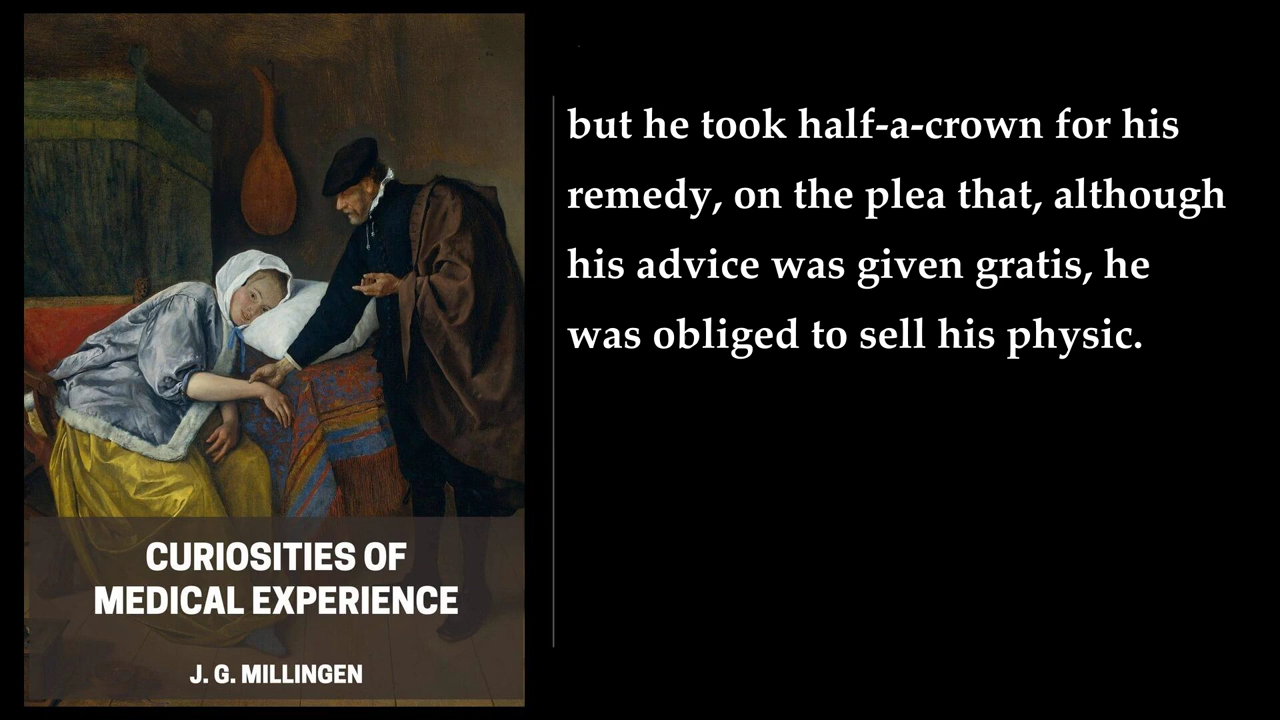 but he took half-a-crown for his
remedy, on the plea that, although
his advice was given gratis, he
was obliged to sell his physic.
CURIOSITIES OF
MEDICAL EXPERIENCE
J. G. MILLINGEN